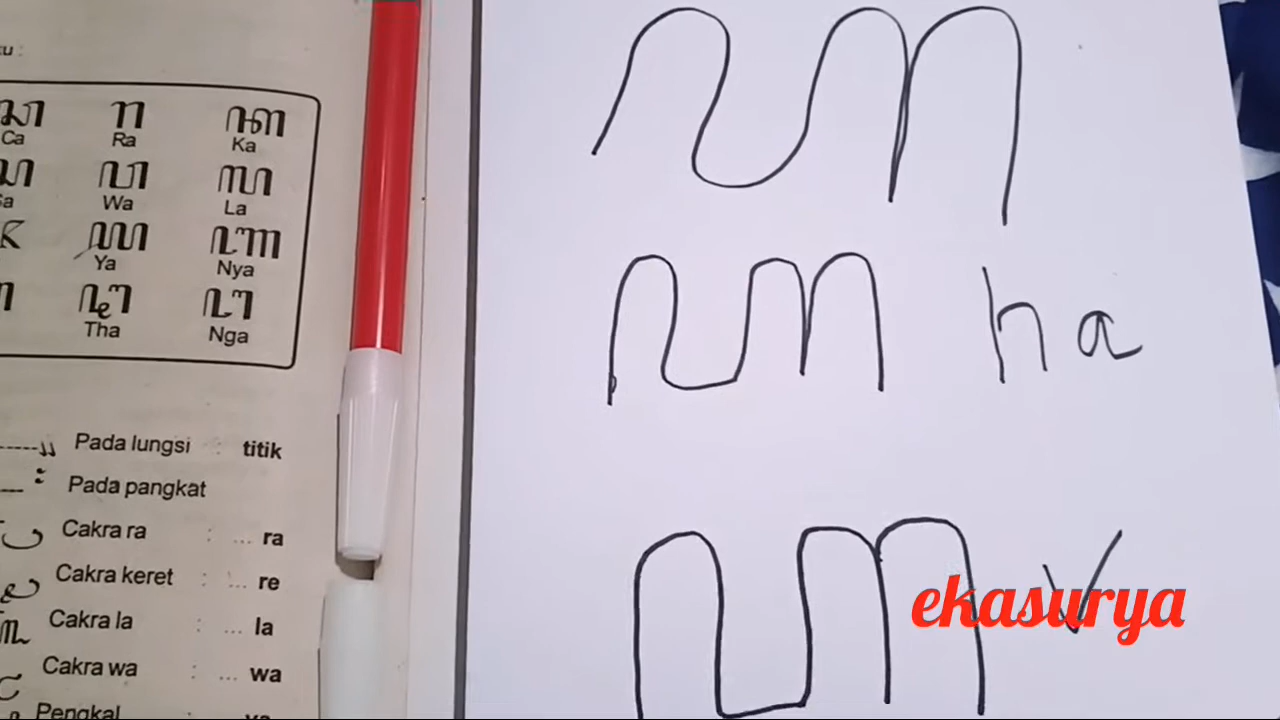 ꦫ ꦏ
Ca Ra Ka
ꦮ ꦭ
Wa La
ꦪ ꦚ
Ya Nya
ꦛ ꦔ
Tha Nga
Pada lungsi : titik
Pada pangkat
Cakra ra : ... ra
Cakra keret : ... re
Cakra la : ... la
Cakra wa : ... wa
Pengkal
ꦲ
ꦲ ha
ꦲ
ekasurya